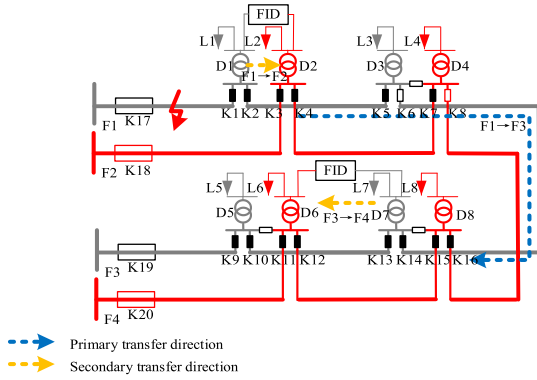 FID
L1 L2 L3 L4
D1 D2 D3 D4
F1→F2
K1 K2 K3 K4 K5 K6 K7 K8
F1 K17 F1→F3
F2 K18
FID
L5 L6 L7 L8
D5 D6 D7 D8
F3→F4
K9 K10 K11 K12 K13 K14 K15 K16
F3 K19
F4 K20
Primary transfer direction
Secondary transfer direction